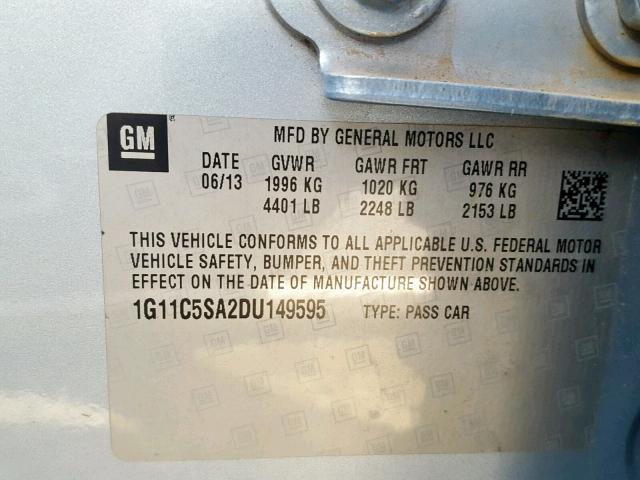 GM
MFD BY GENERAL MOTORS LLC
DATE GVWR GAWR FRT GAWR RR
06/13 1996 KG 1020 KG 976 KG
4401 LB 2248 LB 2153 LB
THIS VEHICLE CONFORMS TO ALL APPLICABLE U.S. FEDERAL MOTOR
VEHICLE SAFETY, BUMPER, AND THEFT PREVENTION STANDARDS IN
EFFECT ON THE DATE OF MANUFACTURE SHOWN ABOVE.
1G11C5SA2DU149595 TYPE: PASS CAR